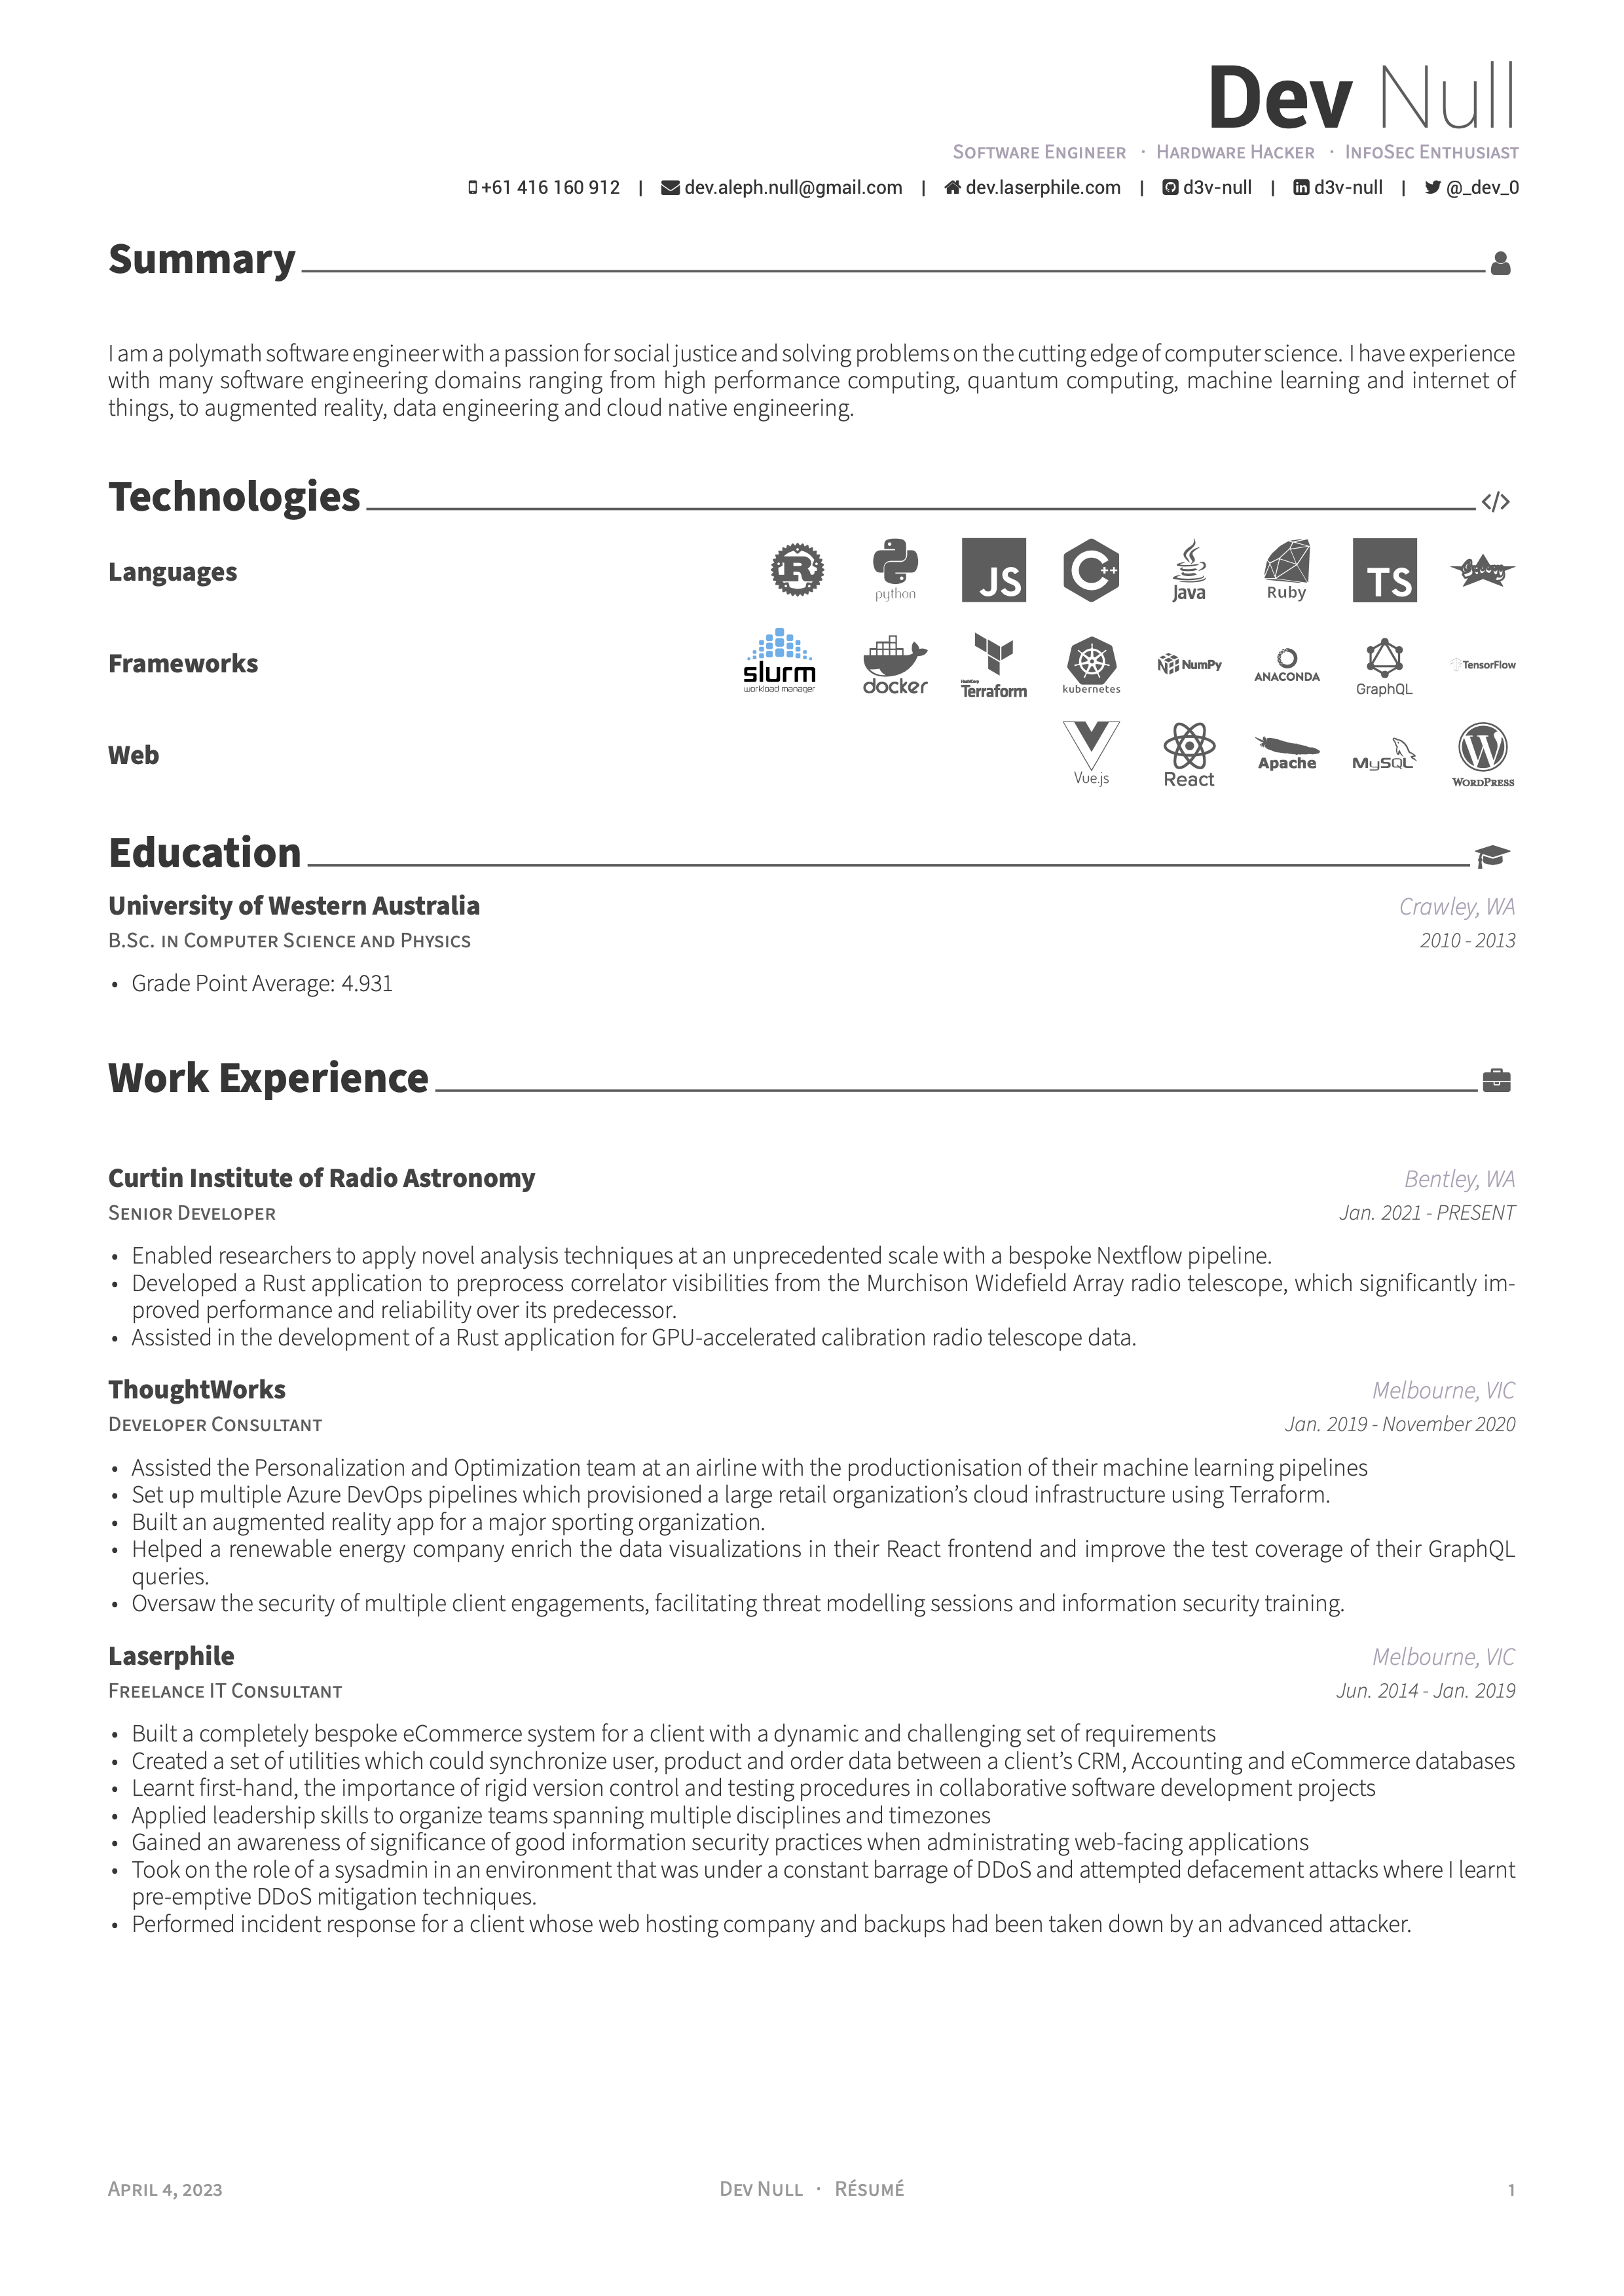 Dev Null
Software Engineer · Hardware Hacker · InfoSec Enthusiast
+61 416 160 912 | dev.aleph.null@gmail.com | dev.laserphile.com | d3v-null | d3v-null | @_dev_0
Summary
I am a polymath software engineer with a passion for social justice and solving problems on the cutting edge of computer science. I have experience
with many software engineering domains ranging from high performance computing, quantum computing, machine learning and internet of
things, to augmented reality, data engineering and cloud native engineering.
Technologies
Languages
R python JS C++ Java Ruby TS Groovy
Frameworks
slurm workload manager docker HashiCorp Terraform kubernetes NumPy ANACONDA GraphQL TensorFlow
Web
Vue.js React Apache MySQL WordPress
Education
University of Western Australia Crawley, WA
B.Sc. in Computer Science and Physics 2010 - 2013
• Grade Point Average: 4.931
Work Experience
Curtin Institute of Radio Astronomy Bentley, WA
Senior Developer Jan. 2021 - PRESENT
• Enabled researchers to apply novel analysis techniques at an unprecedented scale with a bespoke Nextflow pipeline.
• Developed a Rust application to preprocess correlator visibilities from the Murchison Widefield Array radio telescope, which significantly im-
proved performance and reliability over its predecessor.
• Assisted in the development of a Rust application for GPU-accelerated calibration radio telescope data.
ThoughtWorks Melbourne, VIC
Developer Consultant Jan. 2019 - November 2020
• Assisted the Personalization and Optimization team at an airline with the productionisation of their machine learning pipelines
• Set up multiple Azure DevOps pipelines which provisioned a large retail organization's cloud infrastructure using Terraform.
• Built an augmented reality app for a major sporting organization.
• Helped a renewable energy company enrich the data visualizations in their React frontend and improve the test coverage of their GraphQL
queries.
• Oversaw the security of multiple client engagements, facilitating threat modelling sessions and information security training.
Laserphile Melbourne, VIC
Freelance IT Consultant Jun. 2014 - Jan. 2019
• Built a completely bespoke eCommerce system for a client with a dynamic and challenging set of requirements
• Created a set of utilities which could synchronize user, product and order data between a client's CRM, Accounting and eCommerce databases
• Learnt first-hand, the importance of rigid version control and testing procedures in collaborative software development projects
• Applied leadership skills to organize teams spanning multiple disciplines and timezones
• Gained an awareness of significance of good information security practices when administrating web-facing applications
• Took on the role of a sysadmin in an environment that was under a constant barrage of DDoS and attempted defacement attacks where I learnt
pre-emptive DDoS mitigation techniques.
• Performed incident response for a client whose web hosting company and backups had been taken down by an advanced attacker.
April 4, 2023 Dev Null · Résumé 1